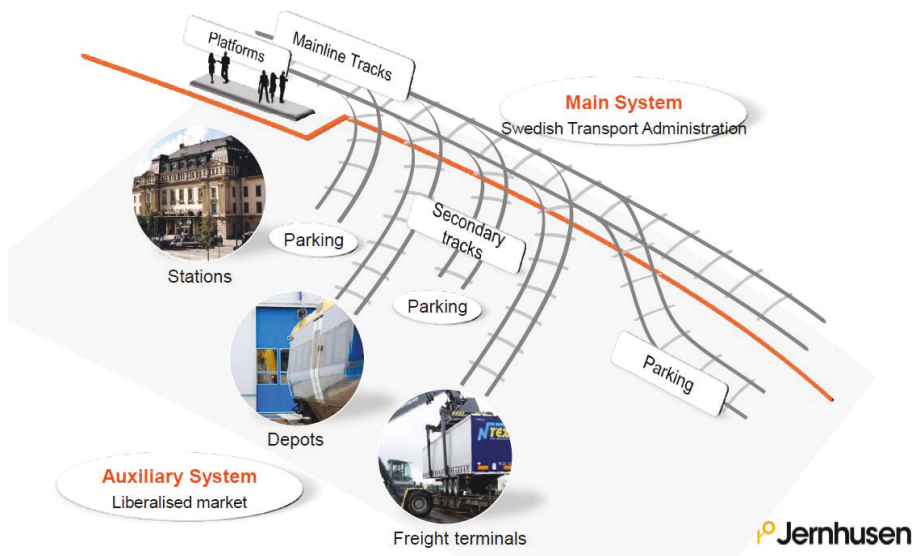 Platforms
Mainline Tracks
Main System
Swedish Transport Administration
Stations
Parking
Secondary
tracks
Parking
Parking
Depots
NTEX
Auxiliary System
Liberalised market
Freight terminals
Jernhusen